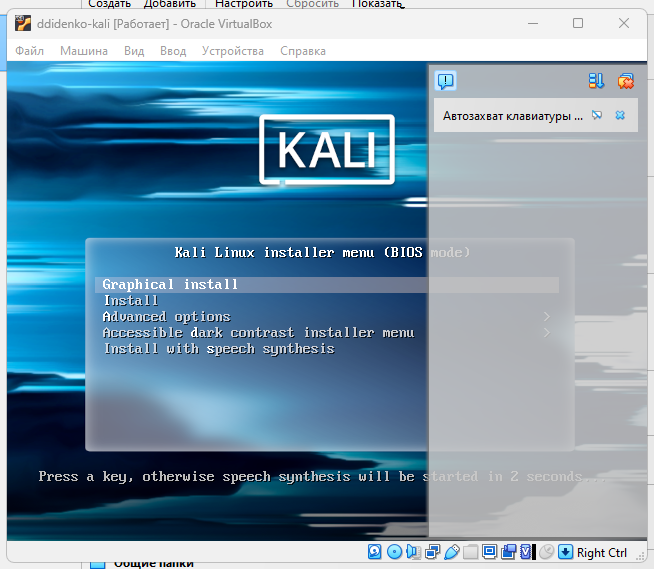 Создать Добавить Настроить Сбросить Показать
ddidenko-kali [Работает] - Oracle VirtualBox
Файл Машина Вид Ввод Устройства Справка
Автозахват клавиатуры ...
KALI
Kali Linux installer menu (BIOS mode)
Graphical install
Install
Advanced options >
Accessible dark contrast installer menu >
Install with speech synthesis
Press a key, otherwise speech synthesis will be started in 2 seconds...
Right Ctrl
Общие папки